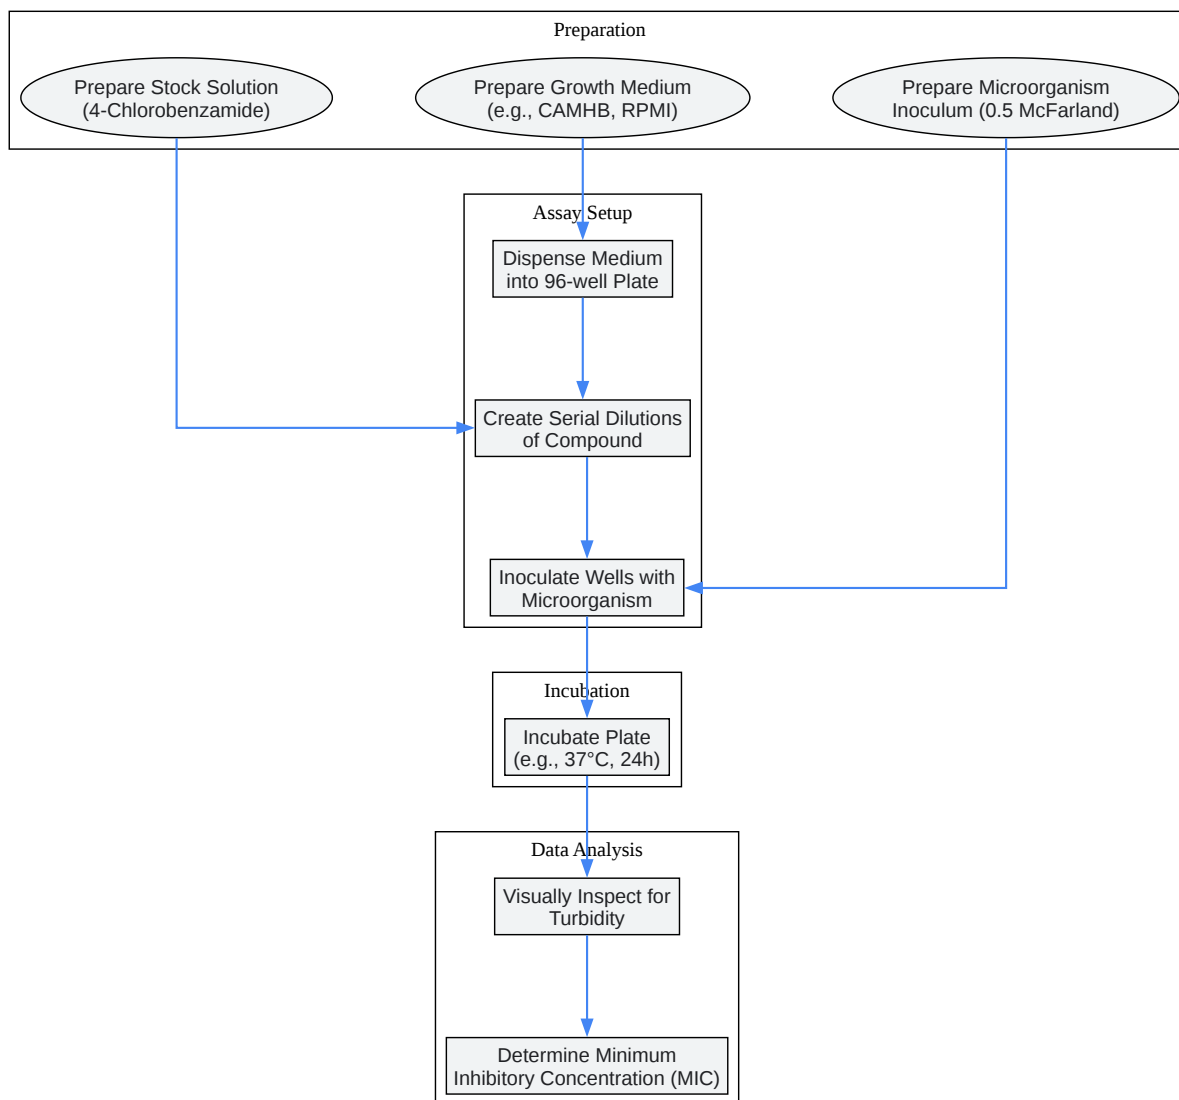 Preparation
Prepare Stock Solution
(4-Chlorobenzamide)
Prepare Growth Medium
(e.g., CAMHB, RPMI)
Prepare Microorganism
Inoculum (0.5 McFarland)
Assay Setup
Dispense Medium
into 96-well Plate
Create Serial Dilutions
of Compound
Inoculate Wells with
Microorganism
Incubation
Incubate Plate
(e.g., 37°C, 24h)
Data Analysis
Visually Inspect for
Turbidity
Determine Minimum
Inhibitory Concentration (MIC)